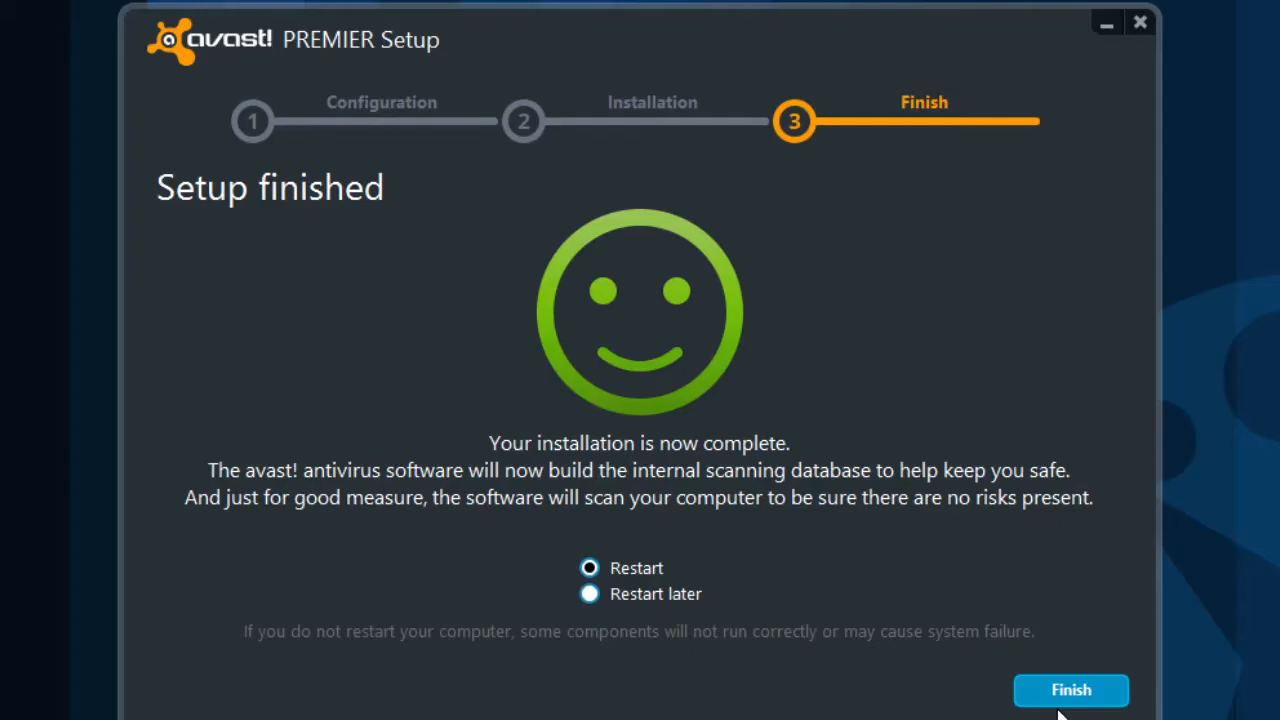 avast! PREMIER Setup
Configuration Installation Finish
1 2 3
Setup finished
Your installation is now complete.
The avast! antivirus software will now build the internal scanning database to help keep you safe.
And just for good measure, the software will scan your computer to be sure there are no risks present.
Restart
Restart later
If you do not restart your computer, some components will not run correctly or may cause system failure.
Finish